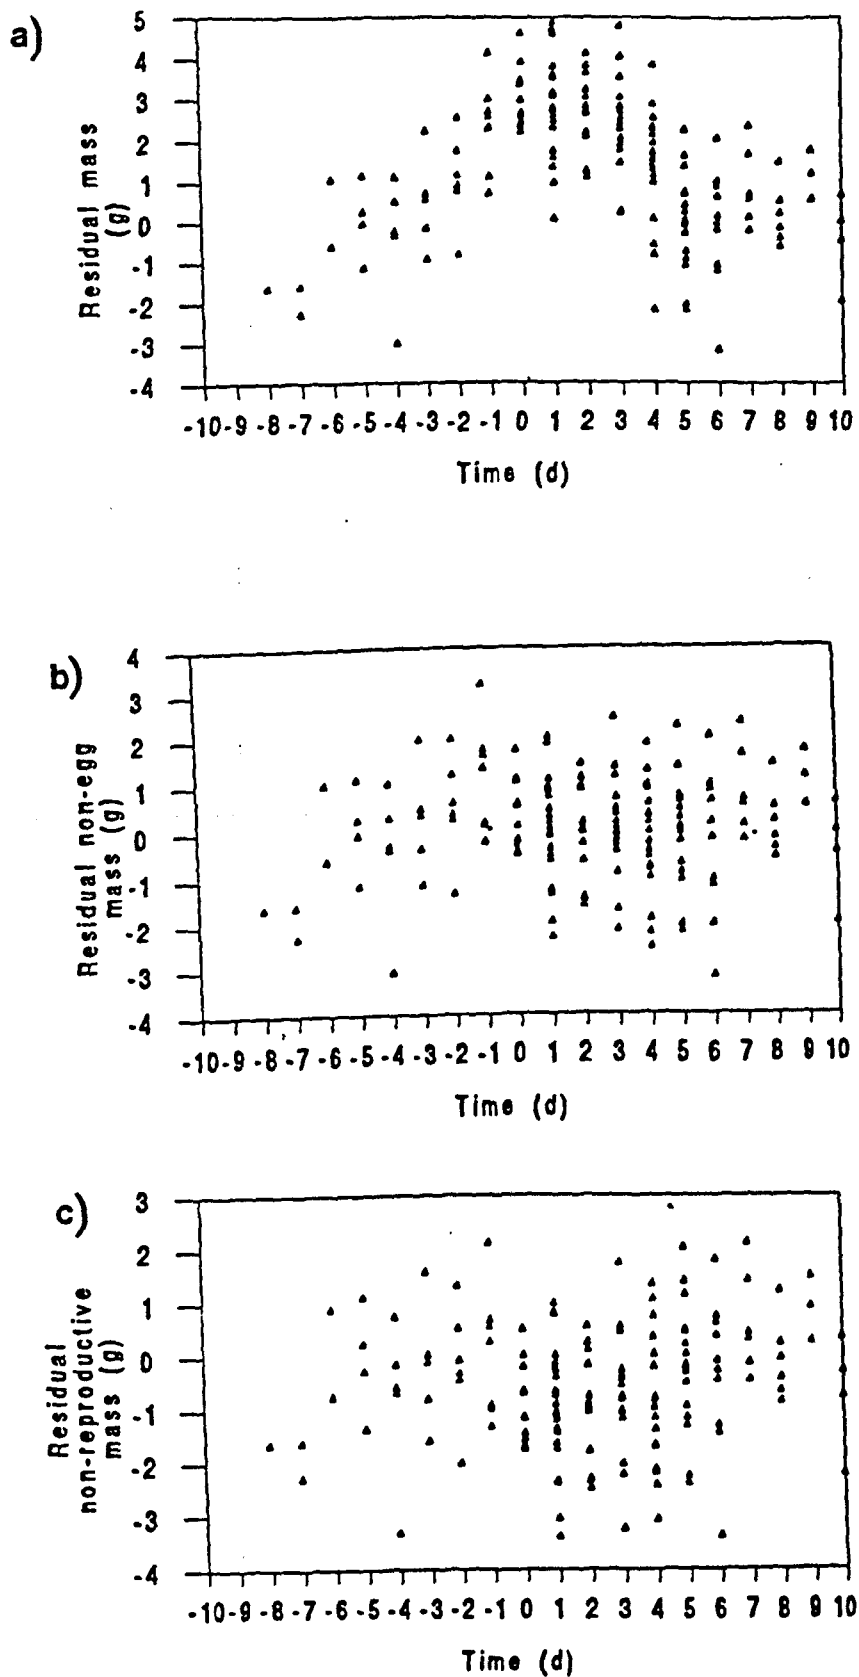 a)
5
4
3
2
1
0
-1
-2
-3
-4
Residual mass
(g)
-10 -9 -8 -7 -6 -5 -4 -3 -2 -1 0 1 2 3 4 5 6 7 8 9 10
Time (d)
b)
4
3
2
1
0
-1
-2
-3
-4
Residual non-egg
mass (g)
-10 -9 -8 -7 -6 -5 -4 -3 -2 -1 0 1 2 3 4 5 6 7 8 9 10
Time (d)
c)
3
2
1
0
-1
-2
-3
-4
Residual
non-reproductive
mass (g)
-10 -9 -8 -7 -6 -5 -4 -3 -2 -1 0 1 2 3 4 5 6 7 8 9 10
Time (d)